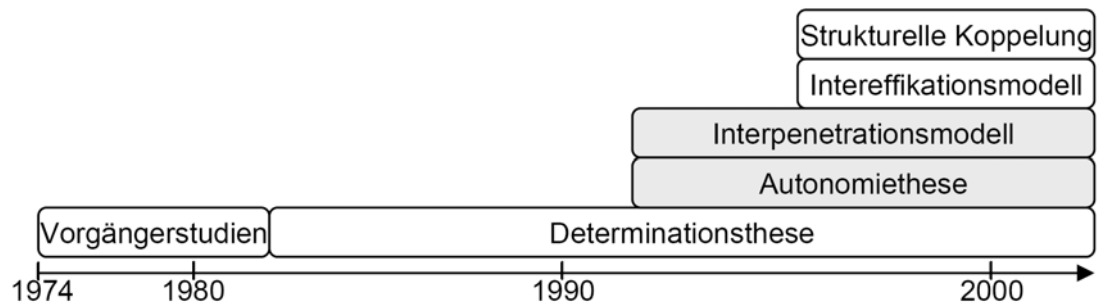 Strukturelle Koppelung
Intereffikationsmodell
Interpenetrationsmodell
Autonomiethese
Vorgängerstudien Determinationsthese
1974 1980 1990 2000